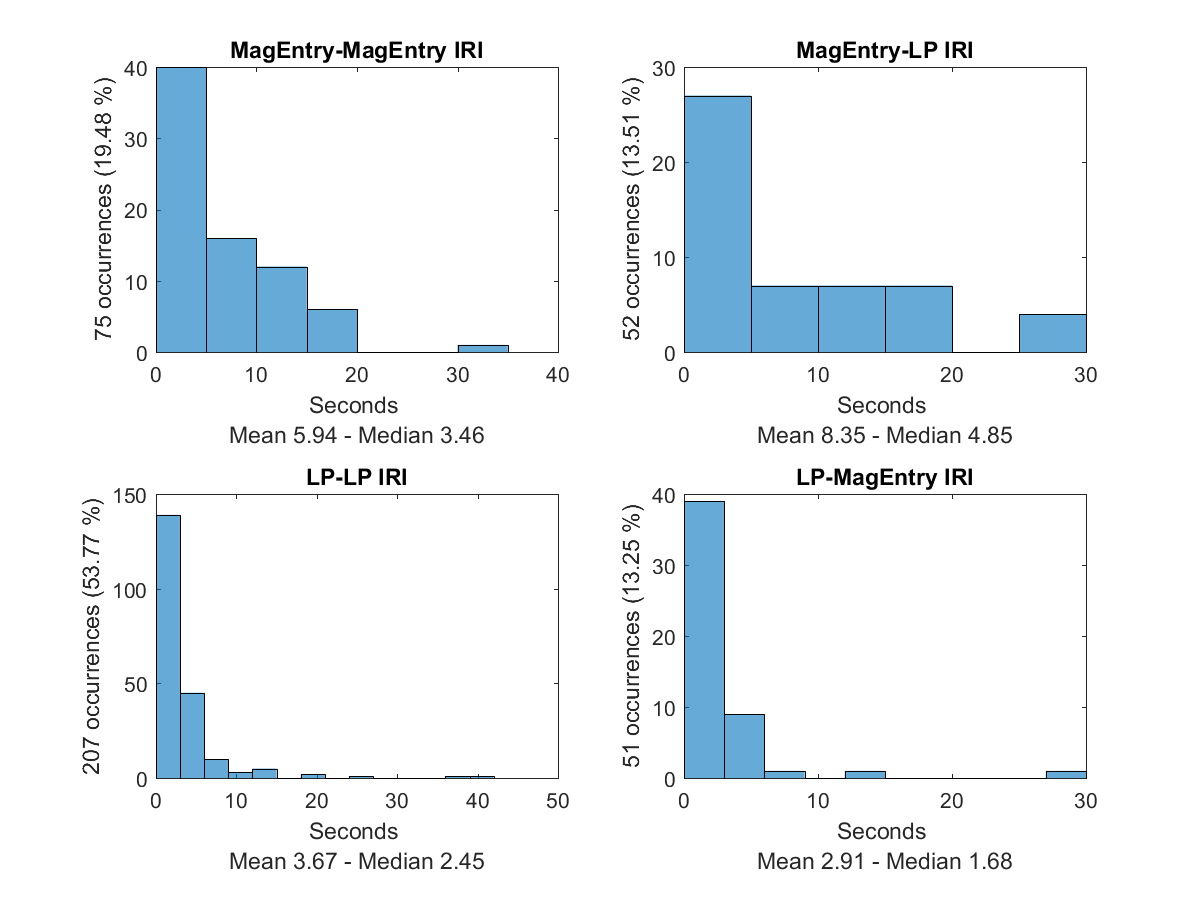 MagEntry-MagEntry IRI
75 occurrences (19.48 %)
40
30
20
10
0
0 10 20 30 40
Seconds
Mean 5.94 - Median 3.46
MagEntry-LP IRI
52 occurrences (13.51 %)
30
20
10
0
0 10 20 30
Seconds
Mean 8.35 - Median 4.85
LP-LP IRI
207 occurrences (53.77 %)
150
100
50
0
0 10 20 30 40 50
Seconds
Mean 3.67 - Median 2.45
LP-MagEntry IRI
51 occurrences (13.25 %)
40
30
20
10
0
0 10 20 30
Seconds
Mean 2.91 - Median 1.68